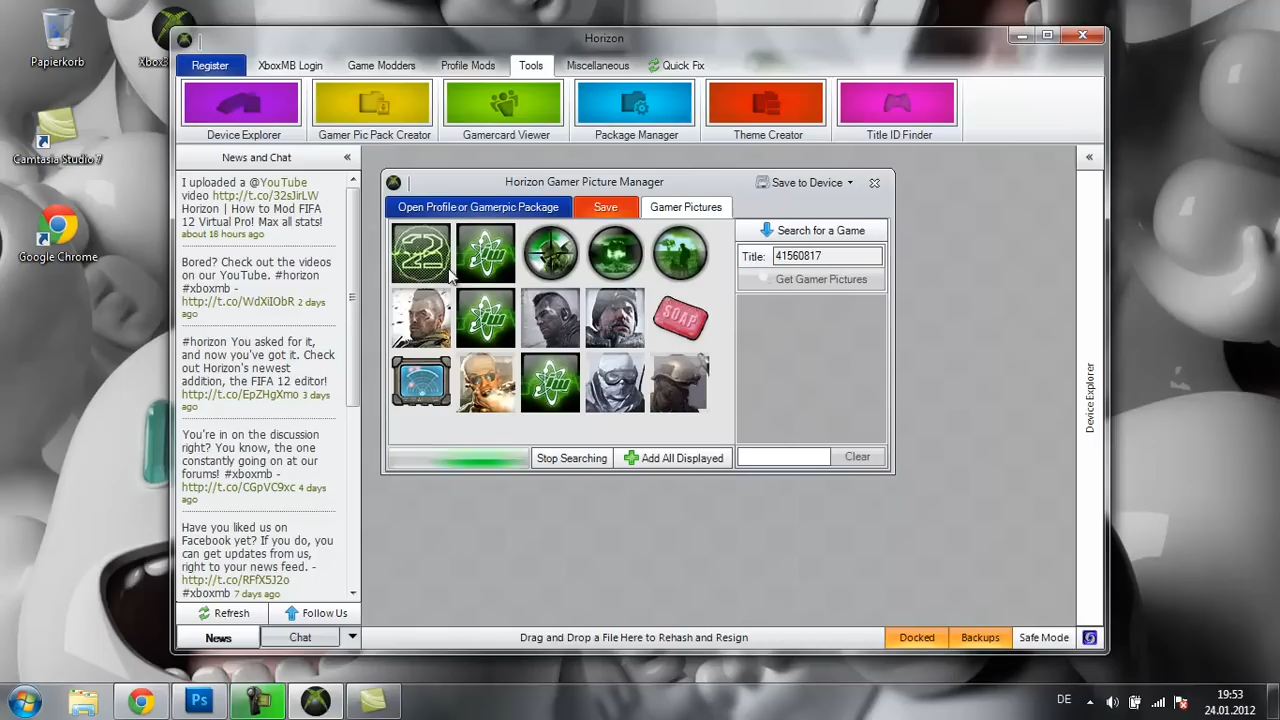 Papierkorb
Xbox3
Camtasia Studio 7
Google Chrome
Horizon
Register
XboxMB Login
Game Modders
Profile Mods
Tools
Miscellaneous
Quick Fix
Device Explorer
Gamer Pic Pack Creator
Gamercard Viewer
Package Manager
Theme Creator
Title ID Finder
News and Chat
«
I uploaded a @YouTube
video http://t.co/32sJirLW
Horizon | How to Mod FIFA
12 Virtual Pro! Max all stats!
about 18 hours ago
Bored? Check out the videos
on our YouTube. #horizon
#xboxmb -
http://t.co/WdXiIObR 2 days
ago
#horizon You asked for it,
and now you've got it. Check
out Horizon's newest
addition, the FIFA 12 editor!
http://t.co/EpZHgXmo 3 days
ago
You're in on the discussion
right? You know, the one
constantly going on at our
forums! #xboxmb -
http://t.co/CGpVC9xc 4 days
ago
Have you liked us on
Facebook yet? If you do, you
can get updates from us,
right to your news feed. -
http://t.co/RFfX5J2o
#xboxmb 7 days ago
Refresh
Follow Us
News
Chat
Horizon Gamer Picture Manager
Save to Device
Open Profile or Gamerpic Package
Save
Gamer Pictures
22
SOAP
Search for a Game
Title:
41560817
Get Gamer Pictures
Stop Searching
Add All Displayed
Clear
«
Device Explorer
Drag and Drop a File Here to Rehash and Resign
Docked
Backups
Safe Mode
Ps
DE
19:53
24.01.2012